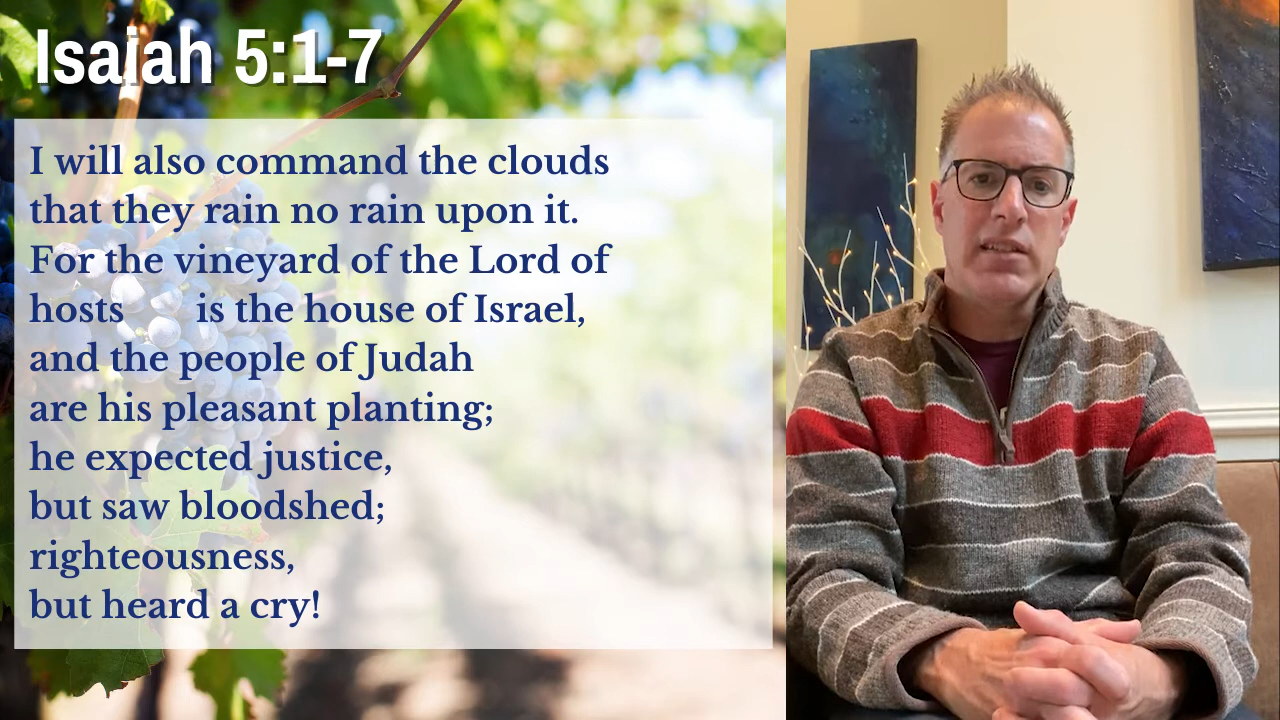 Isaiah 5:1-7
I will also command the clouds
that they rain no rain upon it.
For the vineyard of the Lord of
hosts is the house of Israel,
and the people of Judah
are his pleasant planting;
he expected justice,
but saw bloodshed;
righteousness,
but heard a cry!